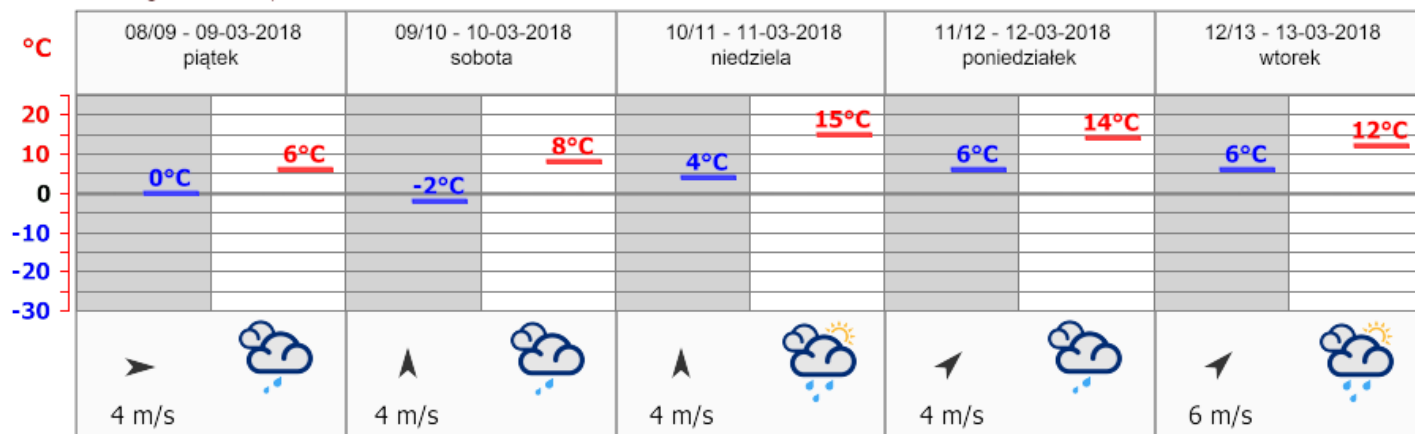 °C
08/09 - 09-03-2018
piątek
09/10 - 10-03-2018
sobota
10/11 - 11-03-2018
niedziela
11/12 - 12-03-2018
poniedziałek
12/13 - 13-03-2018
wtorek
20
10
0
-10
-20
-30
0°C
6°C
-2°C
8°C
4°C
15°C
6°C
14°C
6°C
12°C
4 m/s
4 m/s
4 m/s
4 m/s
6 m/s